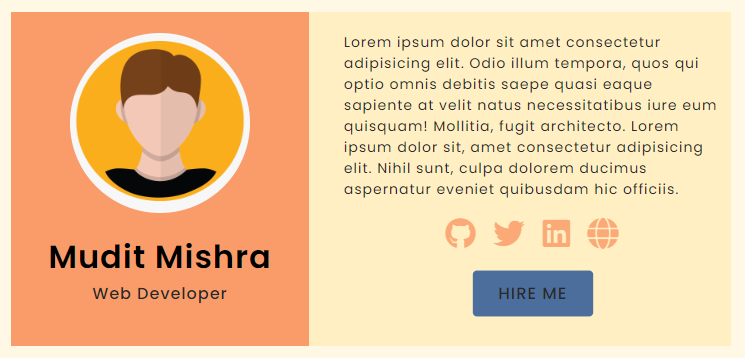 Mudit Mishra
Web Developer
Lorem ipsum dolor sit amet consectetur
adipisicing elit. Odio illum tempora, quos qui
optio omnis debitis saepe quasi eaque
sapiente at velit natus necessitatibus iure eum
quisquam! Mollitia, fugit architecto. Lorem
ipsum dolor sit, amet consectetur adipisicing
elit. Nihil sunt, culpa dolorem ducimus
aspernatur eveniet quibusdam hic officiis.
HIRE ME